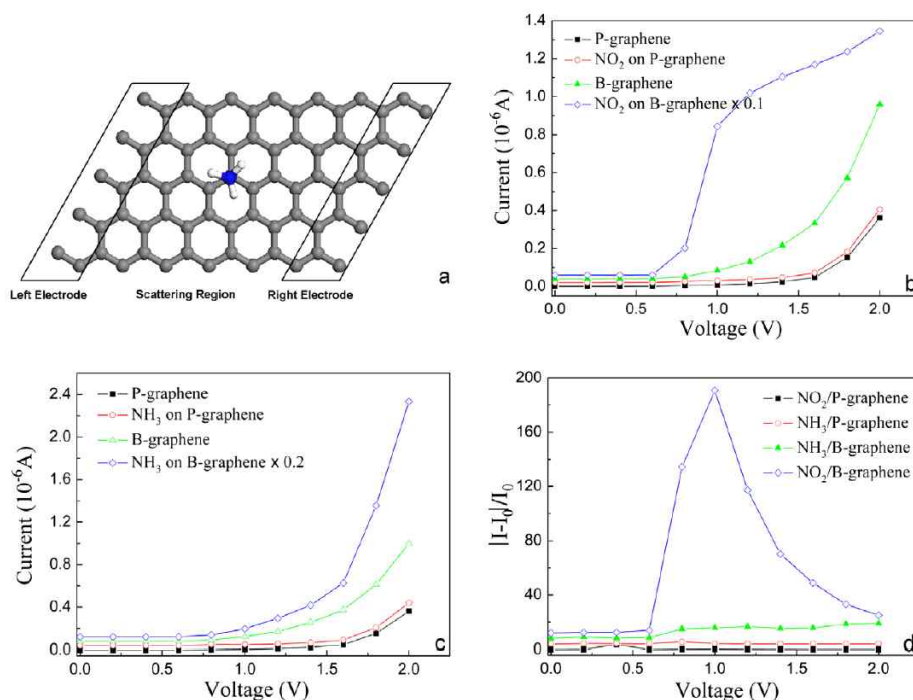 Left Electrode Scattering Region Right Electrode
a
1.4
1.2
1.0
0.8
0.6
0.4
0.2
0.0
Current (10⁻⁶A)
P-graphene
NO₂ on P-graphene
B-graphene
NO₂ on B-graphene x 0.1
0.0 0.5 1.0 1.5 2.0
Voltage (V)
b
2.4
2.0
1.6
1.2
0.8
0.4
0.0
Current (10⁻⁶A)
P-graphene
NH₃ on P-graphene
B-graphene
NH₃ on B-graphene x 0.2
0.0 0.5 1.0 1.5 2.0
Voltage (V)
c
200
160
120
80
40
0
|I-I₀|/I₀
NO₂/P-graphene
NH₃/P-graphene
NH₃/B-graphene
NO₂/B-graphene
0.0 0.5 1.0 1.5 2.0
Voltage (V)
d